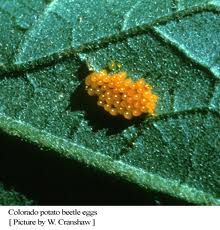 Colorado potato beetle eggs
[ Picture by W. Cranshaw ]